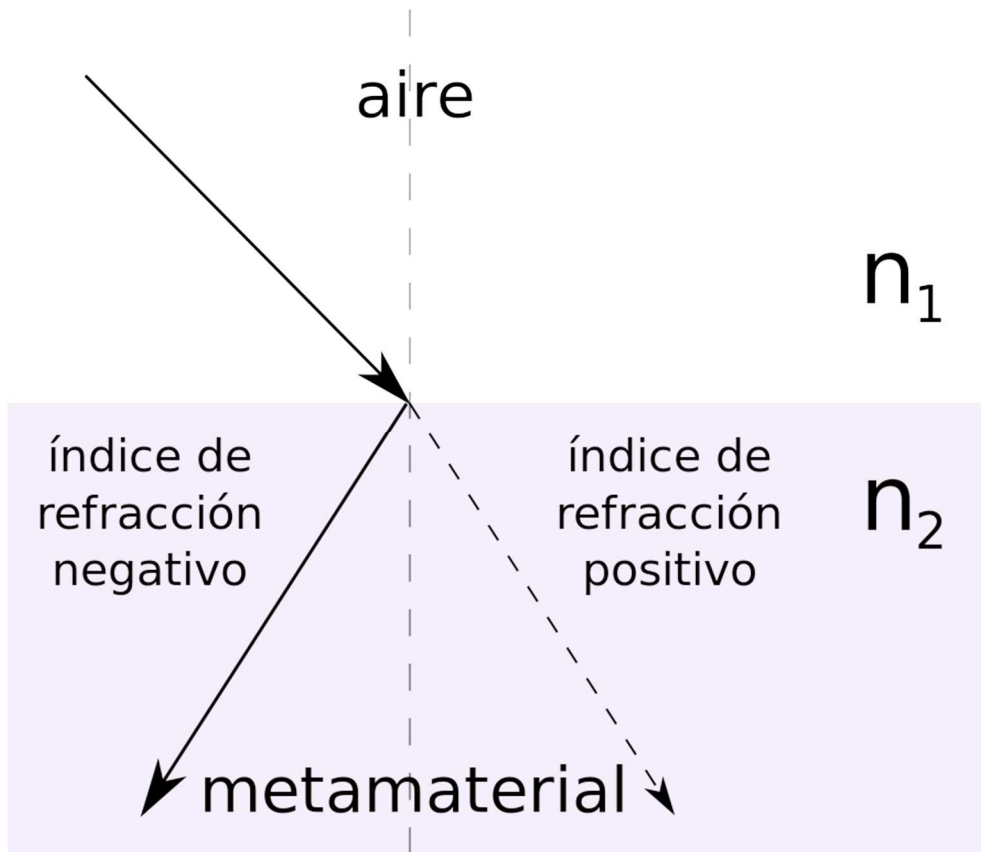 aire
n₁
índice de
refracción
negativo
índice de
refracción
positivo
n₂
metamaterial